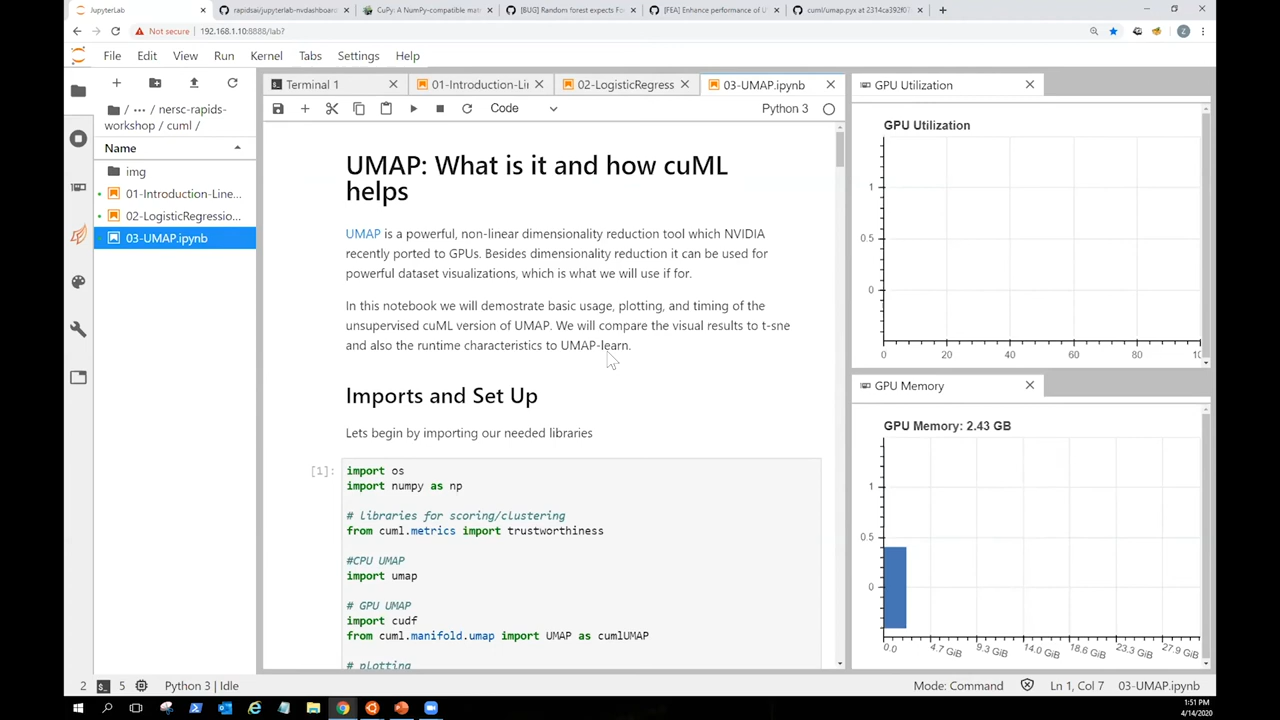 JupyterLab
rapidsai/jupyterlab-nvdashboard
CuPy: A NumPy-compatible mat
[BUG] Random forest expects F
[FEA] Enhance performance of U
cuml/umap.pyx at 2314ca392f0
Not secure
192.168.1.10:8888/lab?
Z
File Edit View Run Kernel Tabs Settings Help
Terminal 1
01-Introduction-Li
02-LogisticRegress
03-UMAP.ipynb
GPU Utilization
Code
Python 3
/ ··· / nersc-rapids-
workshop / cuml /
Name
img
01-Introduction-Line...
02-LogisticRegressio...
03-UMAP.ipynb
UMAP: What is it and how cuML
helps
UMAP is a powerful, non-linear dimensionality reduction tool which NVIDIA
recently ported to GPUs. Besides dimensionality reduction it can be used for
powerful dataset visualizations, which is what we will use if for.
In this notebook we will demostrate basic usage, plotting, and timing of the
unsupervised cuML version of UMAP. We will compare the visual results to t-sne
and also the runtime characteristics to UMAP-learn.
Imports and Set Up
Lets begin by importing our needed libraries
[1]:
import os
import numpy as np
# libraries for scoring/clustering
from cuml.metrics import trustworthiness
#CPU UMAP
import umap
# GPU UMAP
import cudf
from cuml.manifold.umap import UMAP as cumlUMAP
# plotting
GPU Utilization
1
0.5
0
0 20 40 60 80 10
GPU Memory
GPU Memory: 2.43 GB
1
0.5
0
0.0 4.7 GiB 9.3 GiB 14.0 GiB 18.6 GiB 23.3 GiB 27.9 GiB
2 5 Python 3 | Idle
Mode: Command Ln 1, Col 7 03-UMAP.ipynb
1:51 PM
4/14/2020